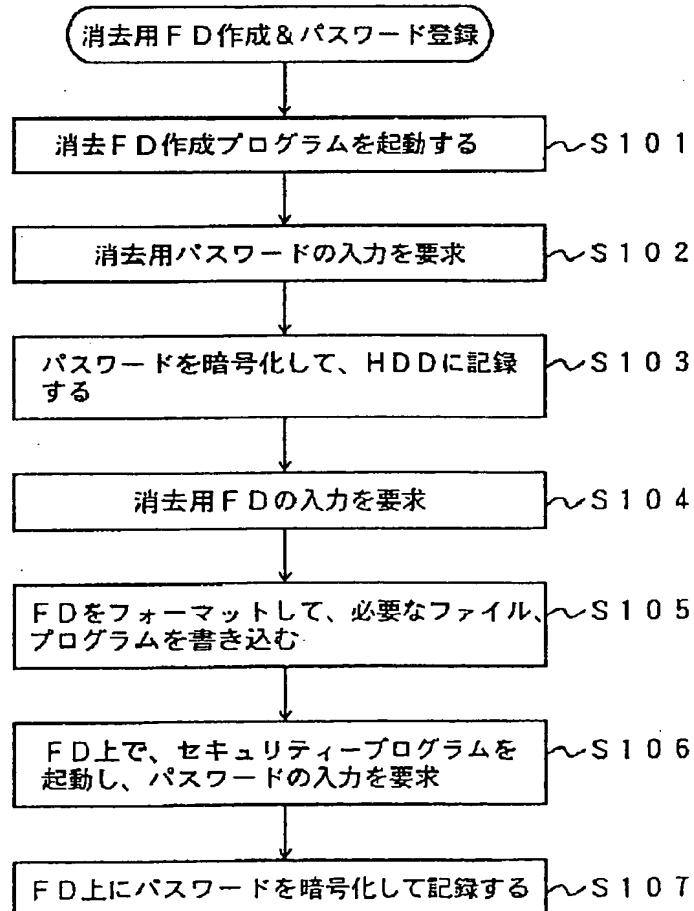 消去用ＦＤ作成＆パスワード登録
消去ＦＤ作成プログラムを起動する
～Ｓ１０１
消去用パスワードの入力を要求
～Ｓ１０２
パスワードを暗号化して、ＨＤＤに記録
する
～Ｓ１０３
消去用ＦＤの入力を要求
～Ｓ１０４
ＦＤをフォーマットして、必要なファイル、
プログラムを書き込む
～Ｓ１０５
ＦＤ上で、セキュリティープログラムを
起動し、パスワードの入力を要求
～Ｓ１０６
ＦＤ上にパスワードを暗号化して記録する
～Ｓ１０７